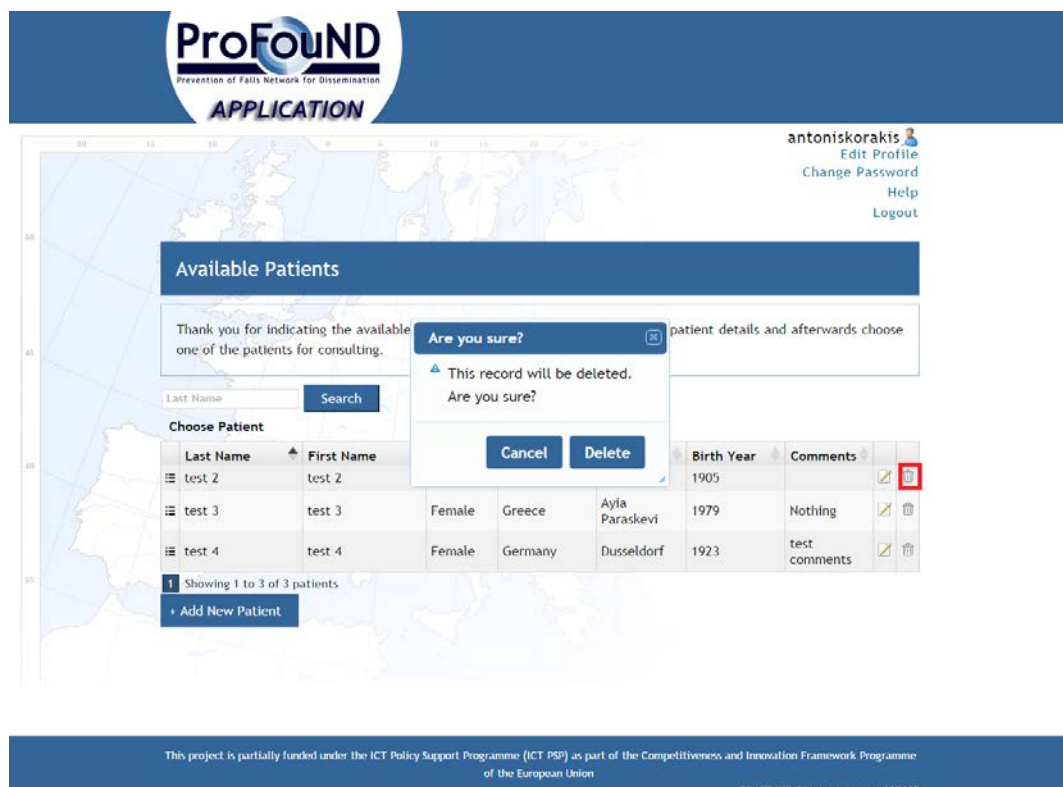 ProFouND
Prevention of Falls Network for Dissemination
APPLICATION
antoniskorakis
Edit Profile
Change Password
Help
Logout
Available Patients
Thank you for indicating the available patient details and afterwards choose
one of the patients for consulting.
Are you sure?
This record will be deleted.
Are you sure?
Cancel Delete
Last Name Search
Choose Patient
Last Name First Name Birth Year Comments
test 2 test 2 1905
test 3 test 3 Female Greece Ayia Paraskevi 1979 Nothing
test 4 test 4 Female Germany Dusseldorf 1923 test comments
1 Showing 1 to 3 of 3 patients
+ Add New Patient
This project is partially funded under the ICT Policy Support Programme (ICT PSP) as part of the Competitiveness and Innovation Framework Programme
of the European Union